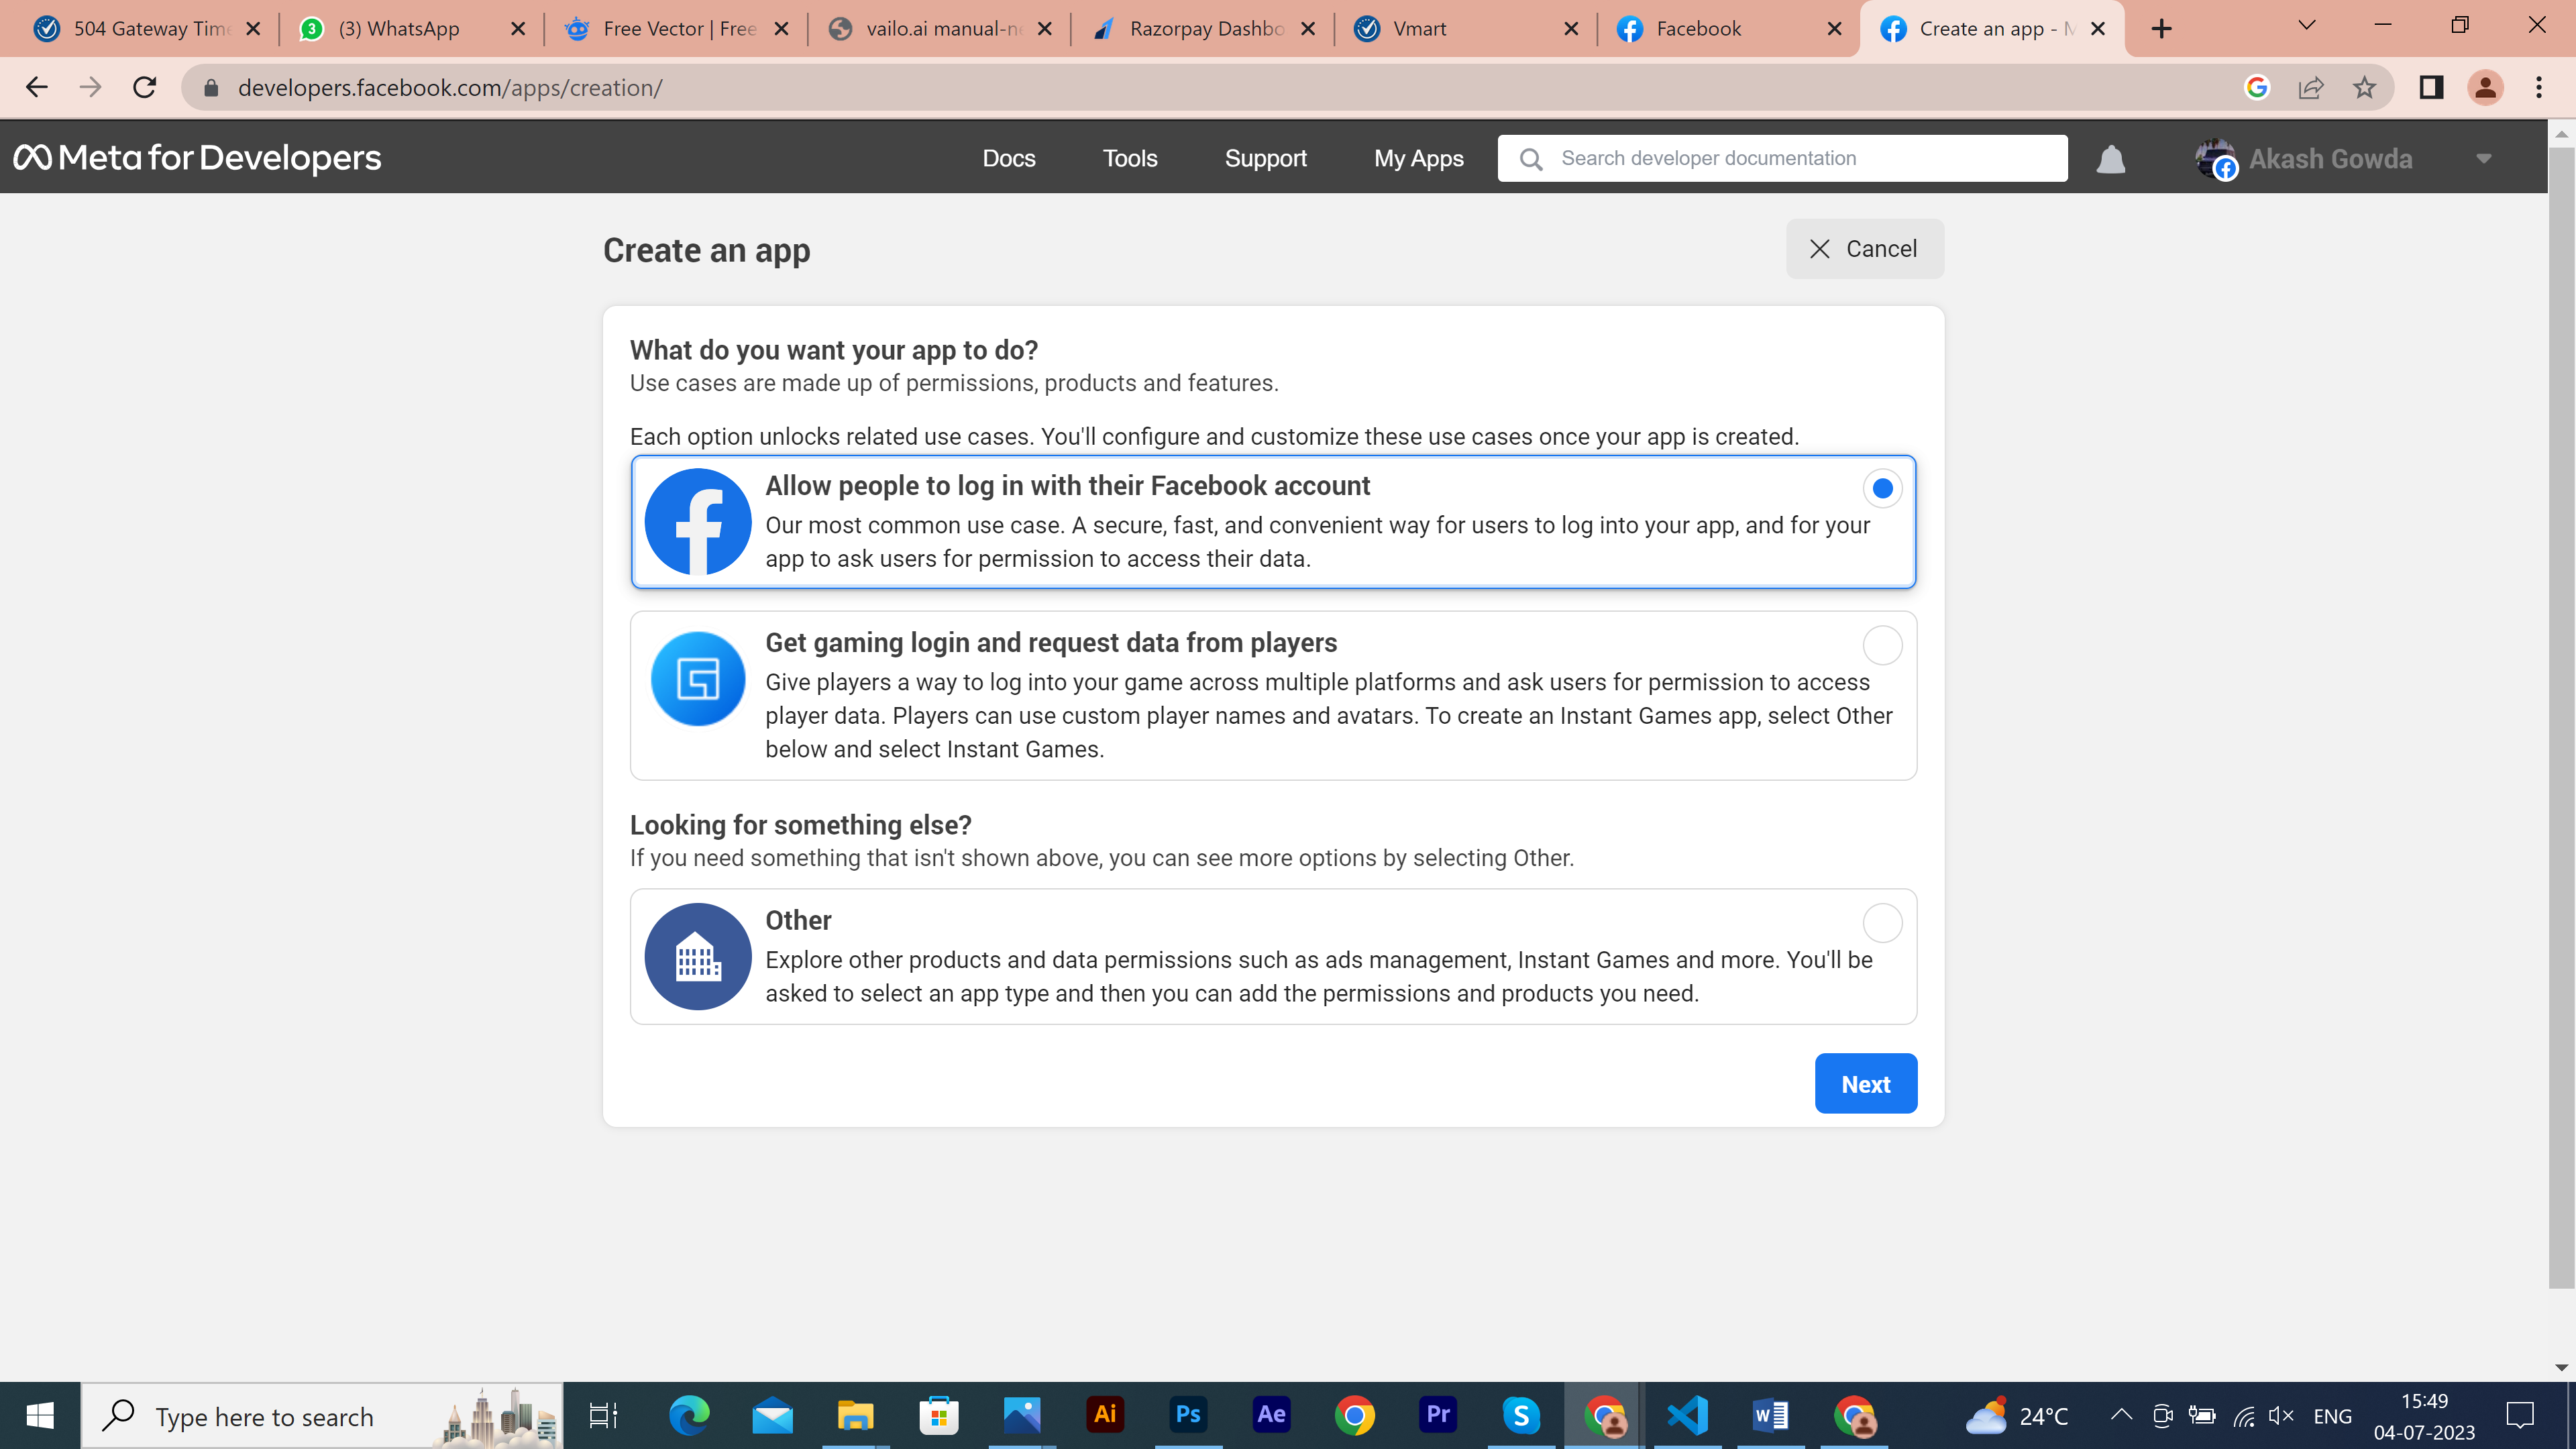 504 Gateway Time
3
(3) WhatsApp
Free Vector | Free
vailo.ai manual-ne
Razorpay Dashbo
Vmart
Facebook
Create an app - M
developers.facebook.com/apps/creation/
Meta for Developers
Docs
Tools
Support
My Apps
Search developer documentation
Akash Gowda
Create an app
Cancel
What do you want your app to do?
Use cases are made up of permissions, products and features.
Each option unlocks related use cases. You'll configure and customize these use cases once your app is created.
Allow people to log in with their Facebook account
Our most common use case. A secure, fast, and convenient way for users to log into your app, and for your
app to ask users for permission to access their data.
Get gaming login and request data from players
Give players a way to log into your game across multiple platforms and ask users for permission to access
player data. Players can use custom player names and avatars. To create an Instant Games app, select Other
below and select Instant Games.
Looking for something else?
If you need something that isn't shown above, you can see more options by selecting Other.
Other
Explore other products and data permissions such as ads management, Instant Games and more. You'll be
asked to select an app type and then you can add the permissions and products you need.
Next
Type here to search
Ai
Ps
Ae
Pr
24°C
ENG
15:49
04-07-2023